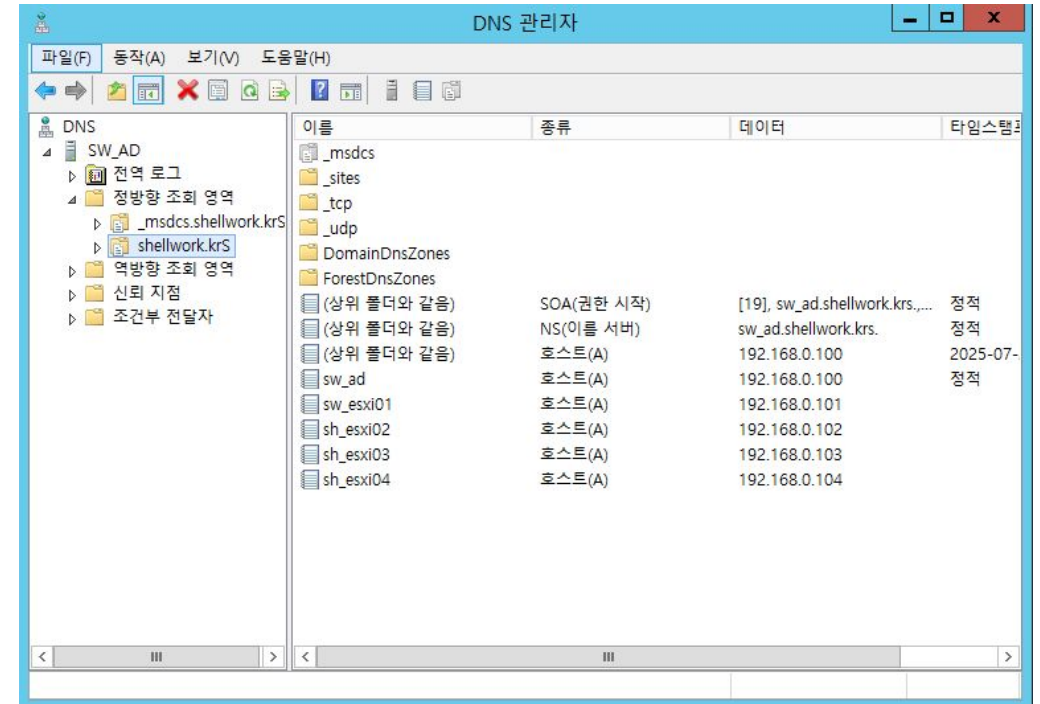 DNS 관리자
파일(F) 동작(A) 보기(V) 도움말(H)
DNS
SW_AD
전역 로그
정방향 조회 영역
_msdcs.shellwork.krS
shellwork.krS
역방향 조회 영역
신뢰 지점
조건부 전달자
이름 종류 데이터 타임스탬프
_msdcs
_sites
_tcp
_udp
DomainDnsZones
ForestDnsZones
(상위 폴더와 같음) SOA(권한 시작) [19], sw_ad.shellwork.krs.,... 정적
(상위 폴더와 같음) NS(이름 서버) sw_ad.shellwork.krs. 정적
(상위 폴더와 같음) 호스트(A) 192.168.0.100 2025-07-
sw_ad 호스트(A) 192.168.0.100 정적
sw_esxi01 호스트(A) 192.168.0.101
sh_esxi02 호스트(A) 192.168.0.102
sh_esxi03 호스트(A) 192.168.0.103
sh_esxi04 호스트(A) 192.168.0.104